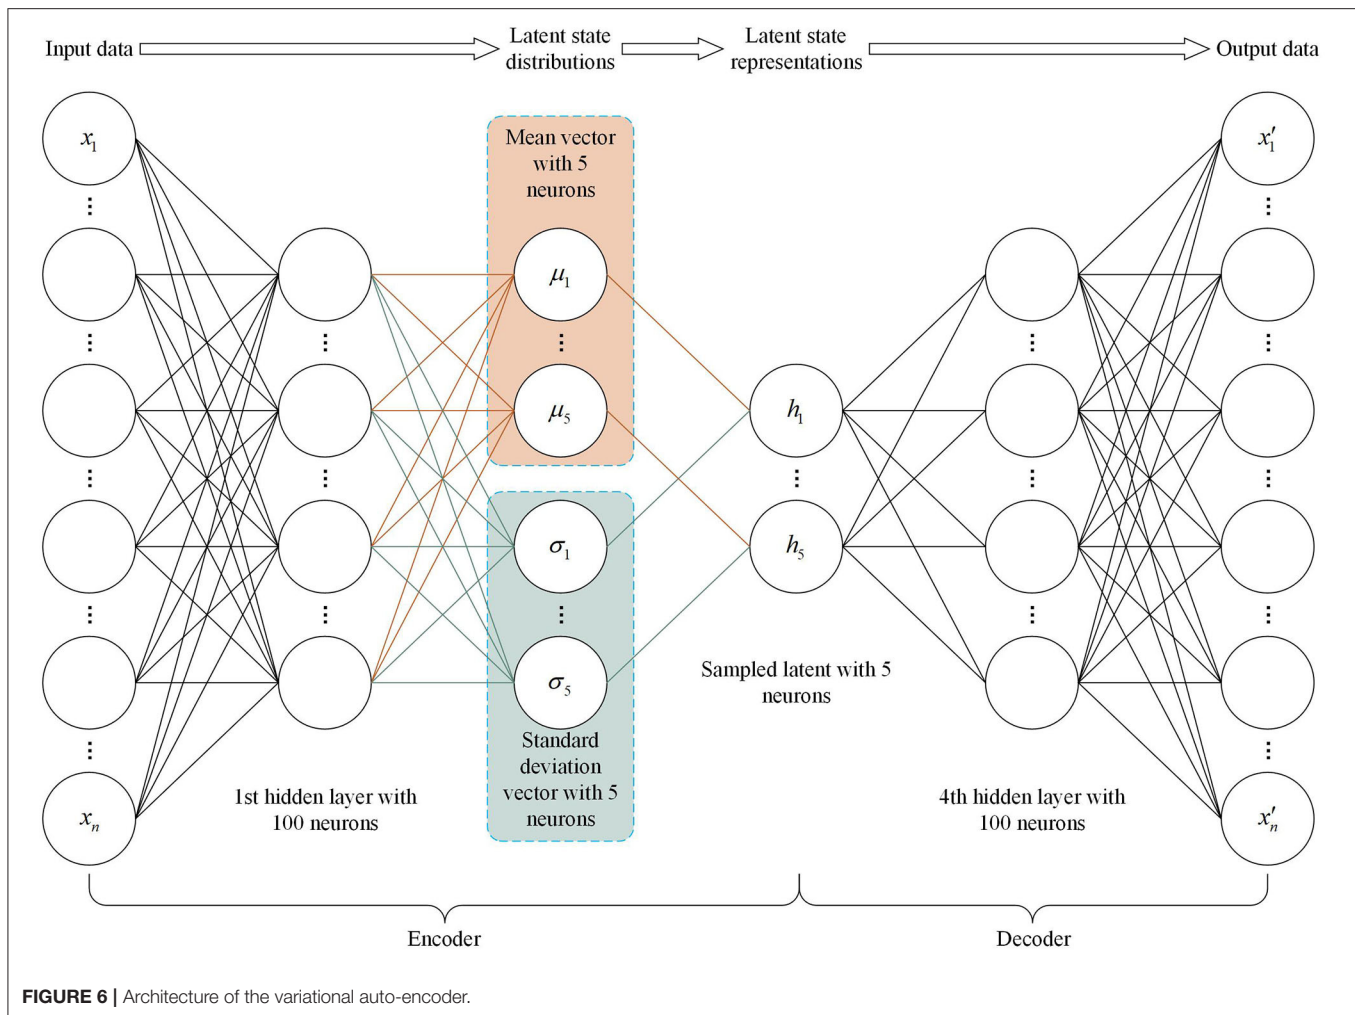 Input data
Latent state
distributions
Latent state
representations
Output data
x₁
Mean vector
with 5
neurons
x′₁
μ₁
μ₅
h₁
σ₁
h₅
σ₅
Sampled latent with 5
neurons
Standard
deviation
vector with 5
neurons
1st hidden layer with
100 neurons
4th hidden layer with
100 neurons
xₙ
x′ₙ
Encoder
Decoder
FIGURE 6 | Architecture of the variational auto-encoder.